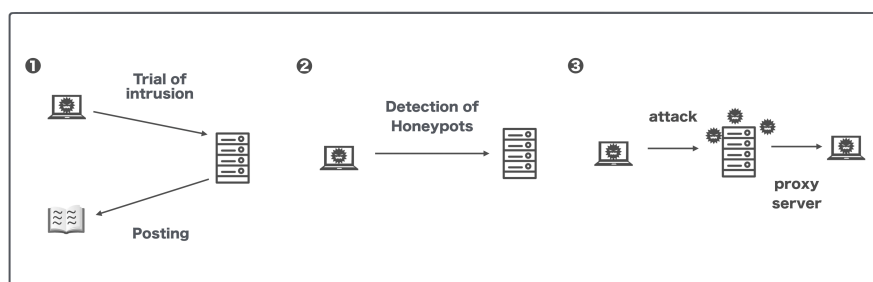 ❶
Trial of
intrusion
Posting
❷
Detection of
Honeypots
❸
attack
proxy
server